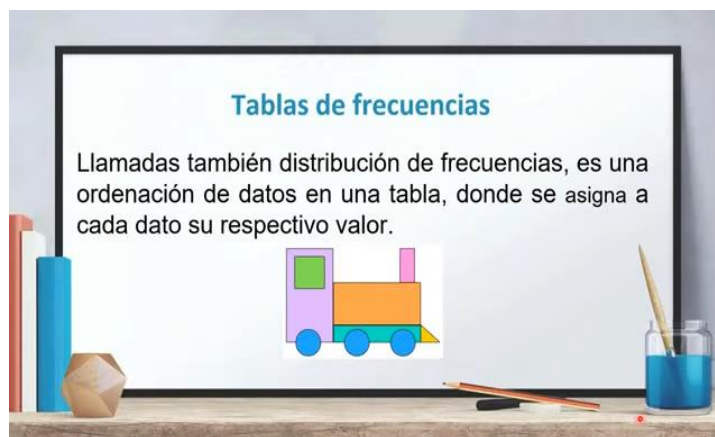 Tablas de frecuencias
Llamadas también distribución de frecuencias, es una
ordenación de datos en una tabla, donde se asigna a
cada dato su respectivo valor.